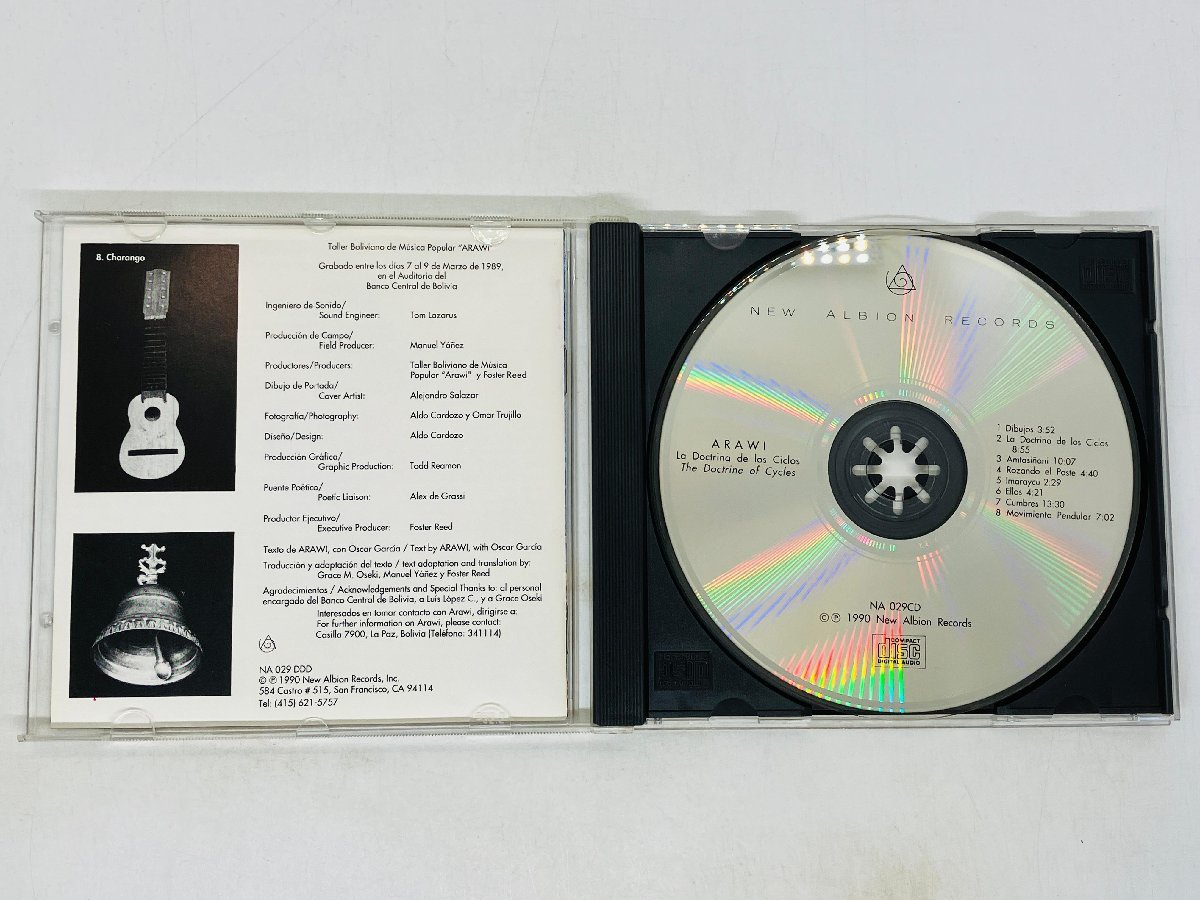 8. Charango
Taller Boliviano de Música Popular "ARAWI
Grabado entre los días 7 al 9 de Marzo de 1989,
en el Auditorio del
Banco Central de Bolivia
Ingeniero de Sonido/
Sound Engineer: Tom Lazarus
Producción de Campo/
Field Producer: Manuel Yáñez
Productores/Producers: Taller Boliviano de Música
Popular "Arawi" y Foster Reed
Dibujo de Portada/
Cover Artist: Alejandro Salazar
Fotografía/Photography: Aldo Cardozo y Omar Trujillo
Diseño/Design: Aldo Cardozo
Producción Gráfica/
Graphic Production: Todd Reamon
Puente Poético/
Poetic Liaison: Alex de Grassi
Productor Ejecutivo/
Executive Producer: Foster Reed
Texto de ARAWI, con Oscar García / Text by ARAWI, with Oscar García
Traducción y adaptación del texto / text adaptation and translation by:
Grace M. Oseki, Manuel Yáñez y Foster Reed
Agradecimientos / Acknowledgements and Special Thanks to: al personal
encargado del Banco Central de Bolivia, a Luis López C., y a Grace Oseki
Interesados en tomar contacto con Arawi, dirigirse a:
For further information on Arawi, please contact:
Casilla 7900, La Paz, Bolivia (Teléfono: 341114)
NA 029 DDD
© ℗ 1990 New Albion Records, Inc.
584 Castro # 515, San Francisco, CA 94114
Tel: (415) 621-5757
NEW ALBION RECORDS
ARAWI
La Doctrina de los Ciclos
The Doctrine of Cycles
1 Dibujos 3:52
2 La Doctrina de los Ciclos
8:55
3 Amtasiñani 10:07
4 Rozando el Poste 4:40
5 Imaraycu 2:29
6 Ellos 4:21
7 Cumbres 13:30
8 Movimiento Pendular 7:02
NA 029CD
© ℗ 1990 New Albion Records
COMPACT
disc
DIGITAL AUDIO